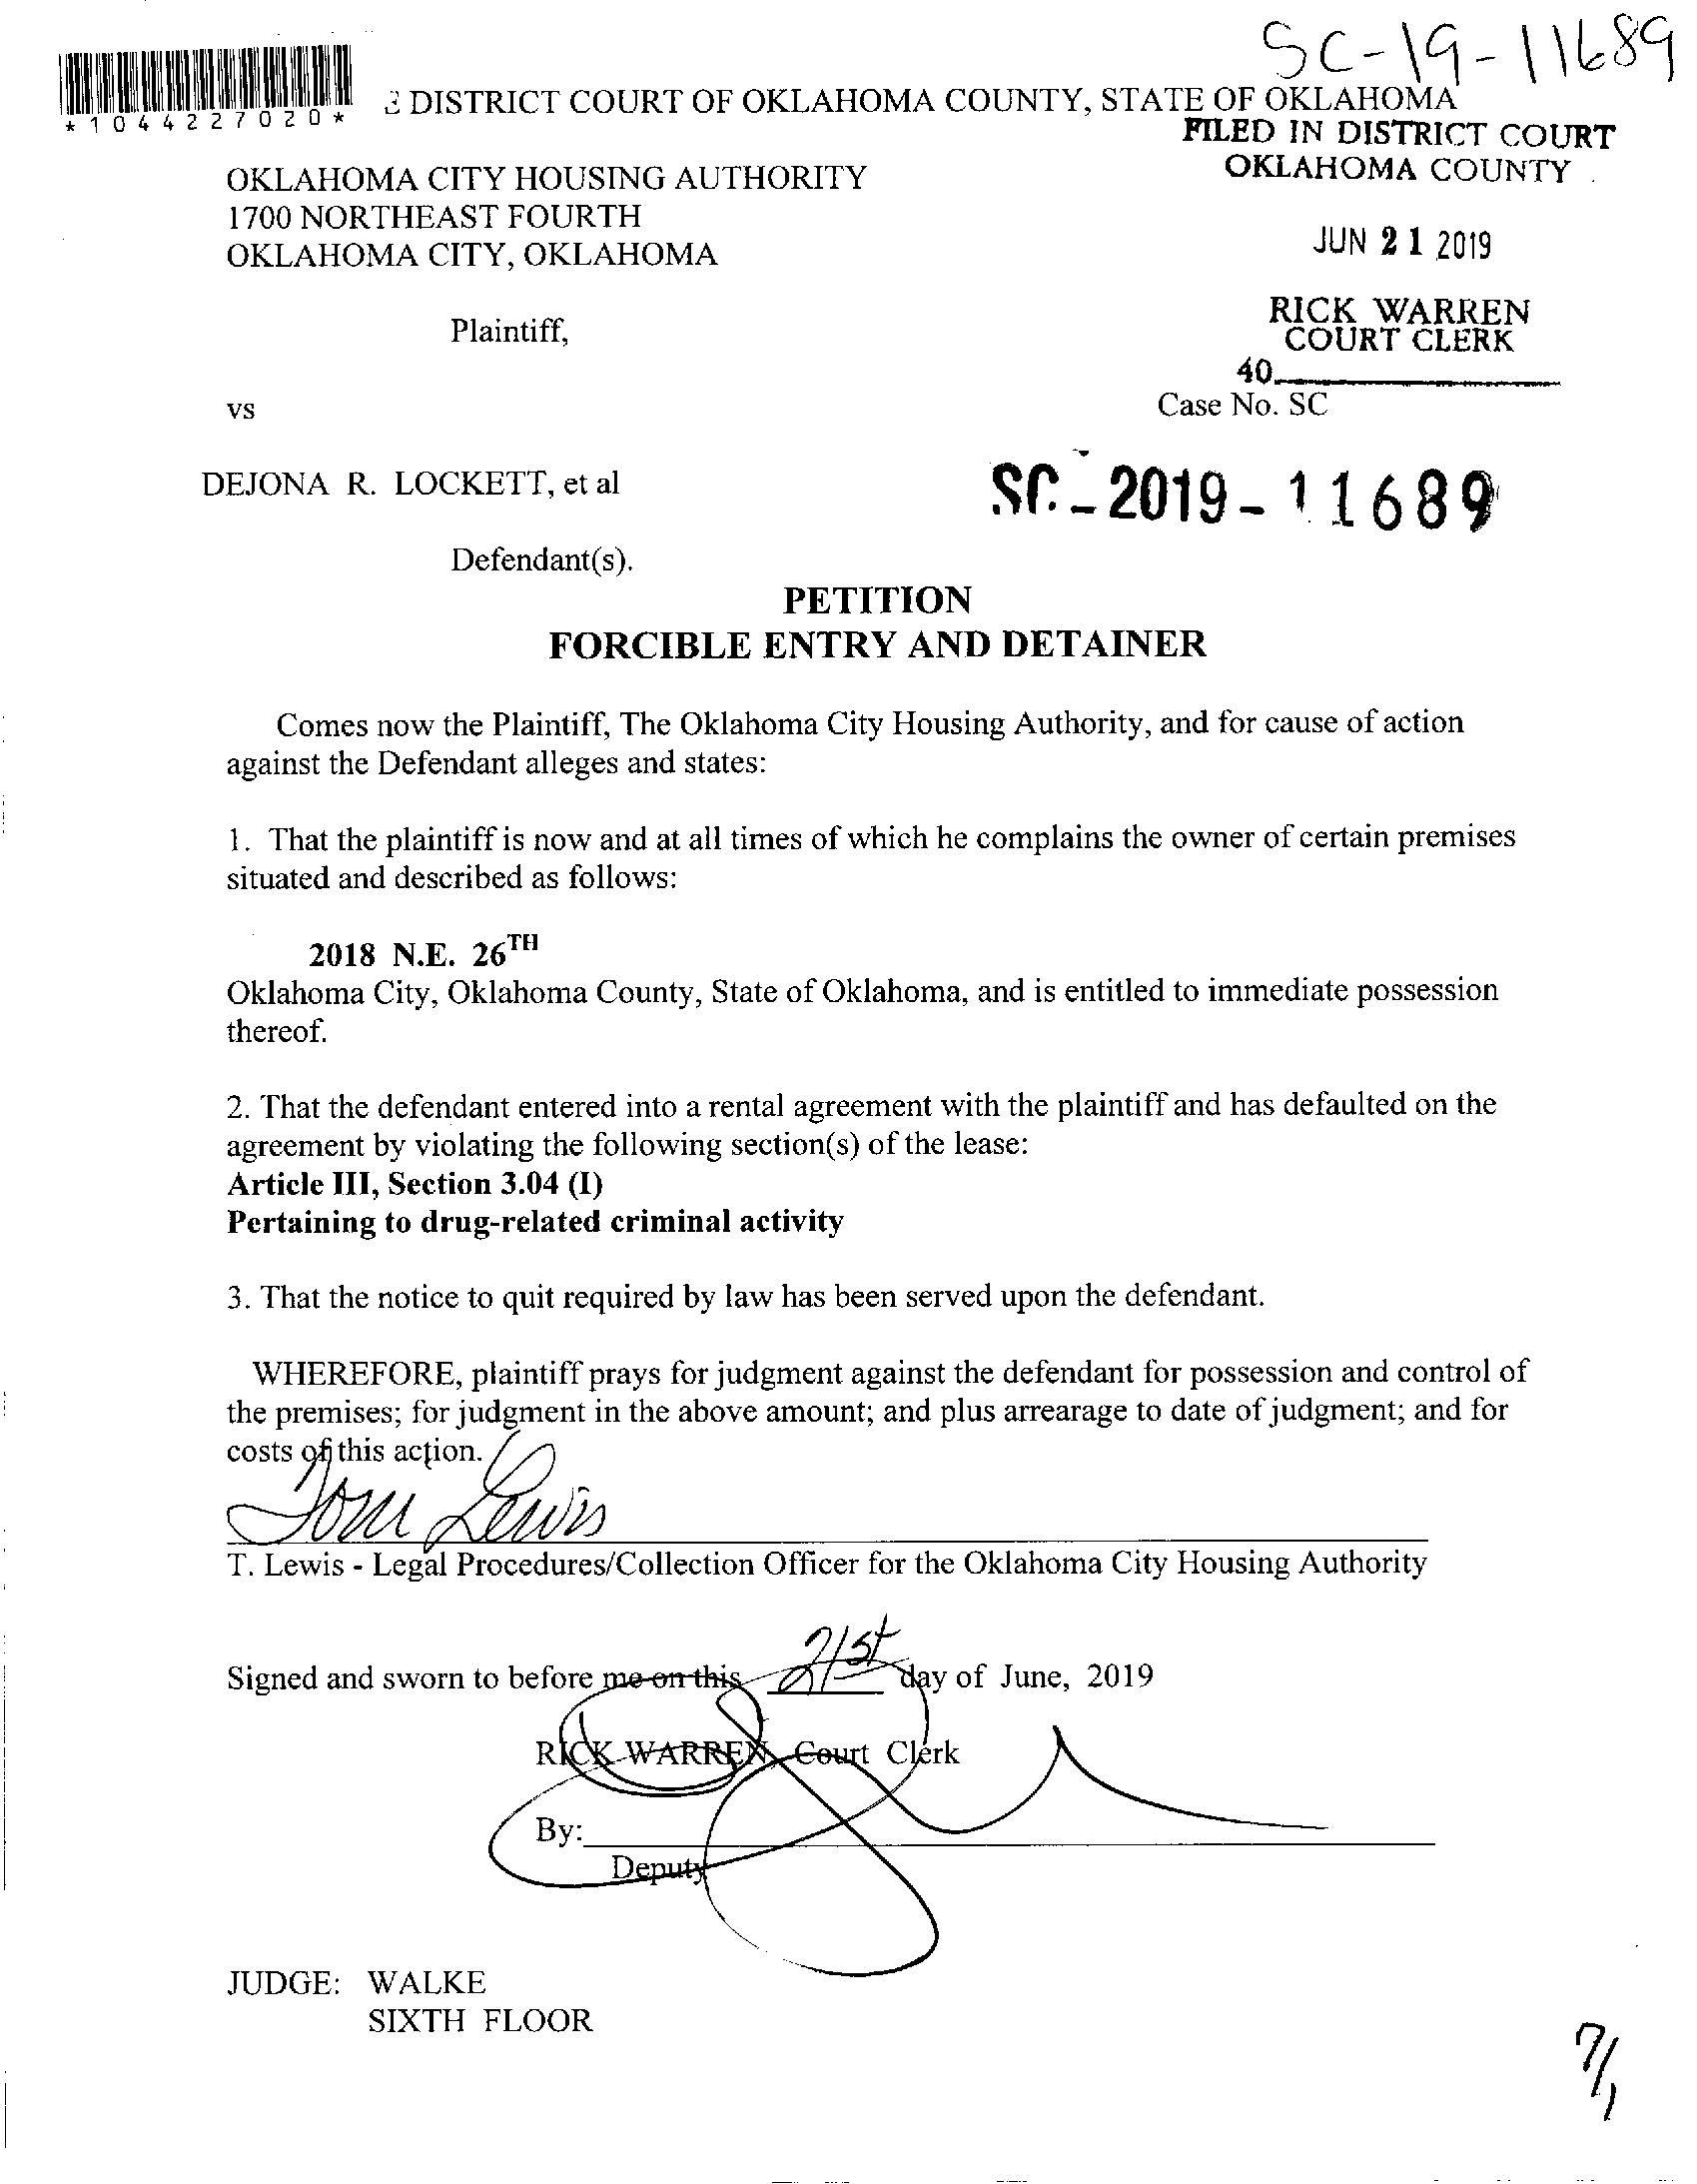 SC-19-11689
*1044227020*
E DISTRICT COURT OF OKLAHOMA COUNTY, STATE OF OKLAHOMA
FILED IN DISTRICT COURT
OKLAHOMA COUNTY
OKLAHOMA CITY HOUSING AUTHORITY
1700 NORTHEAST FOURTH
OKLAHOMA CITY, OKLAHOMA
JUN 21 2019
RICK WARREN
COURT CLERK
Plaintiff,
40
vs
Case No. SC
DEJONA R. LOCKETT, et al
SC-2019-11689
Defendant(s).
PETITION
FORCIBLE ENTRY AND DETAINER
Comes now the Plaintiff, The Oklahoma City Housing Authority, and for cause of action
against the Defendant alleges and states:
1. That the plaintiff is now and at all times of which he complains the owner of certain premises
situated and described as follows:
2018 N.E. 26TH
Oklahoma City, Oklahoma County, State of Oklahoma, and is entitled to immediate possession
thereof.
2. That the defendant entered into a rental agreement with the plaintiff and has defaulted on the
agreement by violating the following section(s) of the lease:
Article III, Section 3.04 (I)
Pertaining to drug-related criminal activity
3. That the notice to quit required by law has been served upon the defendant.
WHEREFORE, plaintiff prays for judgment against the defendant for possession and control of
the premises; for judgment in the above amount; and plus arrearage to date of judgment; and for
costs of this action.
Tom Lewis
T. Lewis - Legal Procedures/Collection Officer for the Oklahoma City Housing Authority
Signed and sworn to before me on this 21st day of June, 2019
RICK WARREN, Court Clerk
By:
Deputy
JUDGE: WALKE
SIXTH FLOOR
7/1